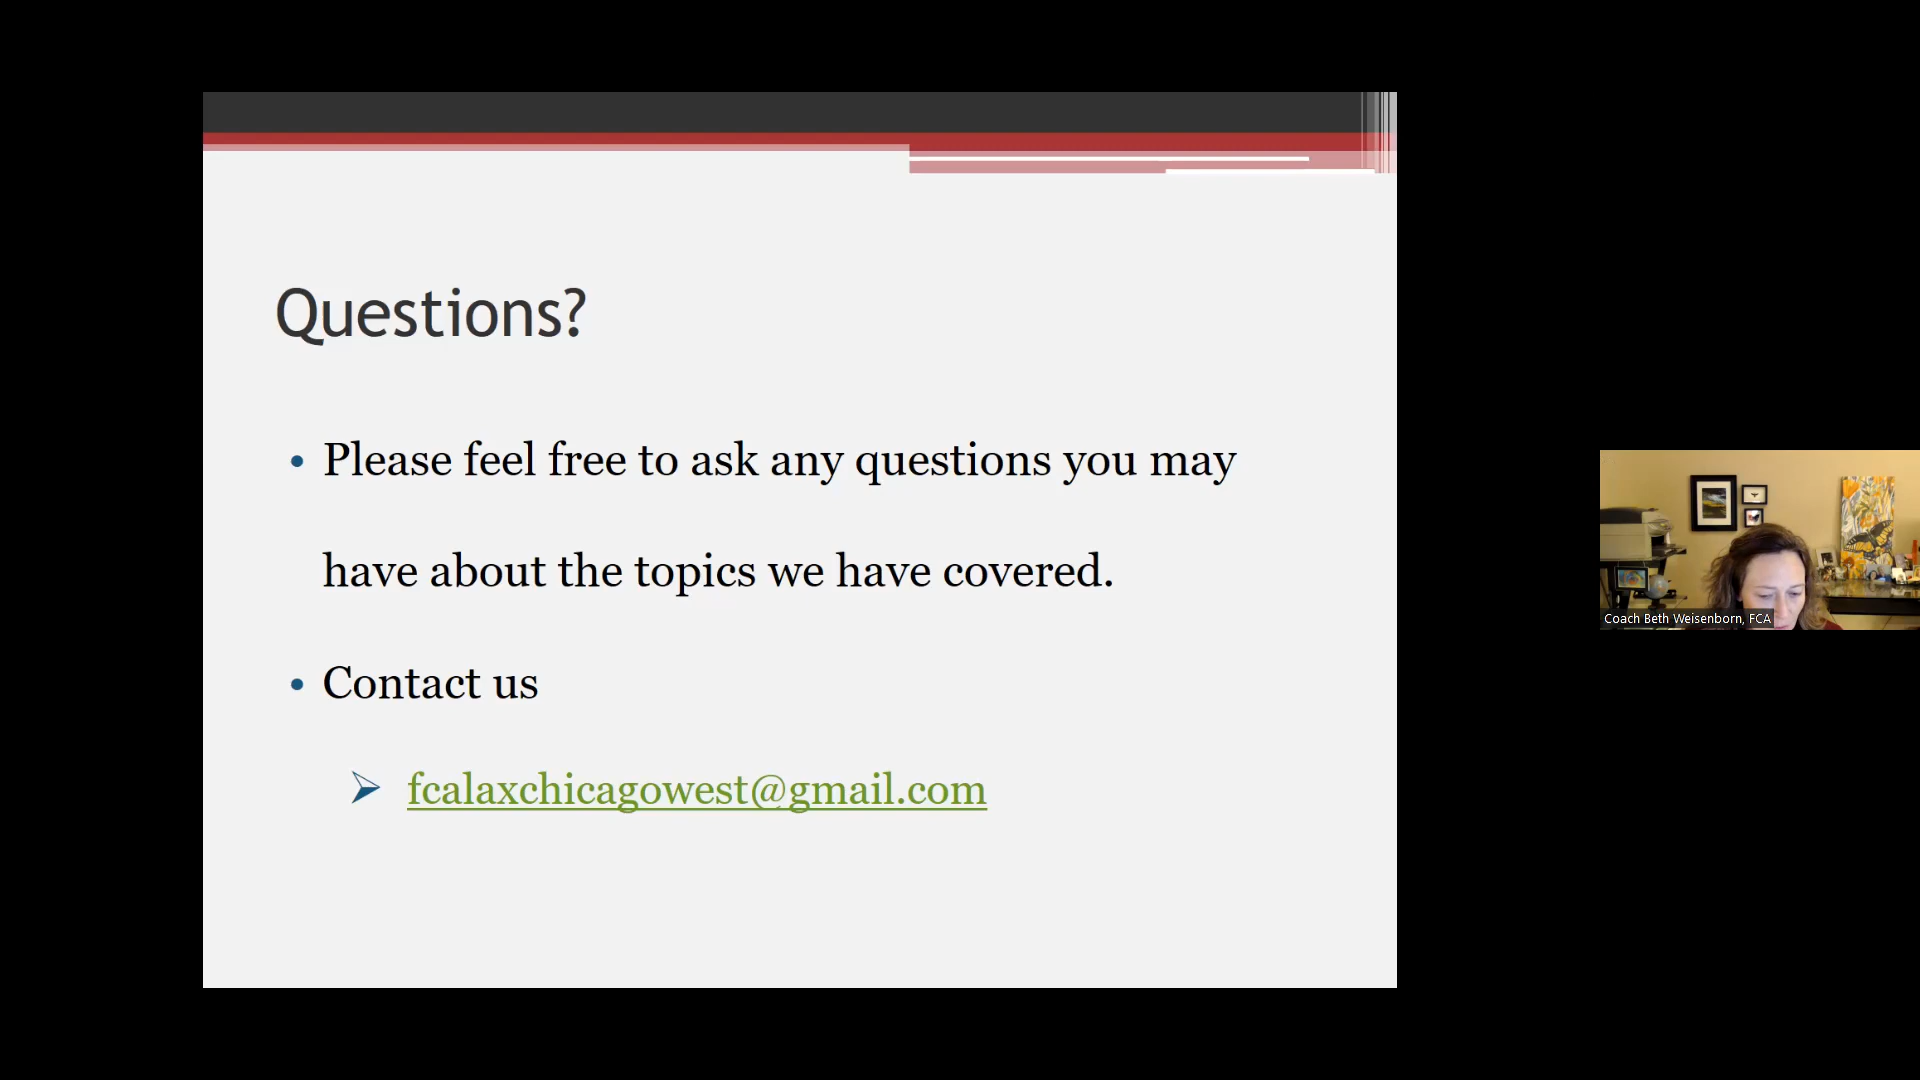 Questions?
• Please feel free to ask any questions you may
have about the topics we have covered.
• Contact us
➢ fcalaxchicagowest@gmail.com
Coach Beth Weisenborn, FCA